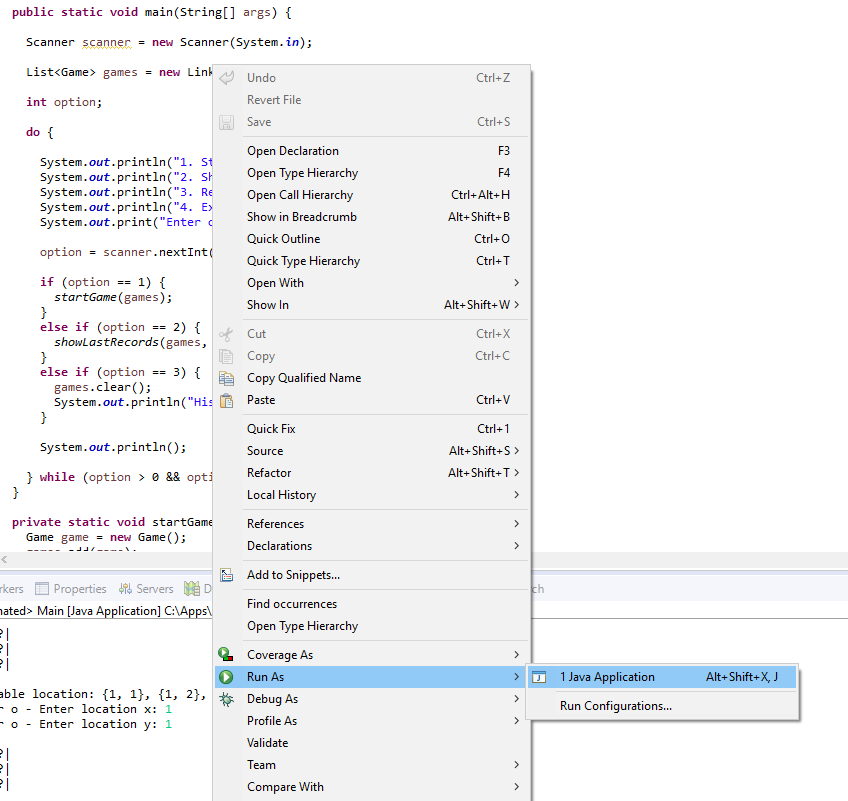 public static void main(String[] args) {
Scanner scanner = new Scanner(System.in);
List<Game> games = new Link
int option;
do {
System.out.println("1. St
System.out.println("2. Sh
System.out.println("3. Re
System.out.println("4. Ex
System.out.print("Enter o
option = scanner.nextInt(
if (option == 1) {
startGame(games);
}
else if (option == 2) {
showLastRecords(games,
}
else if (option == 3) {
games.clear();
System.out.println("His
}
System.out.println();
} while (option > 0 && opti
}
private static void startGame
Game game = new Game();
games.add(game);
rkers Properties Servers D
nated> Main [Java Application] C:\Apps\
?|
?|
?|
able location: {1, 1}, {1, 2},
r o - Enter location x: 1
r o - Enter location y: 1
?|
?|
?|
Undo Ctrl+Z
Revert File
Save Ctrl+S
Open Declaration F3
Open Type Hierarchy F4
Open Call Hierarchy Ctrl+Alt+H
Show in Breadcrumb Alt+Shift+B
Quick Outline Ctrl+O
Quick Type Hierarchy Ctrl+T
Open With >
Show In Alt+Shift+W >
Cut Ctrl+X
Copy Ctrl+C
Copy Qualified Name
Paste Ctrl+V
Quick Fix Ctrl+1
Source Alt+Shift+S >
Refactor Alt+Shift+T >
Local History >
References >
Declarations >
Add to Snippets...
Find occurrences
Open Type Hierarchy
Coverage As >
Run As >
Debug As >
Profile As >
Validate
Team >
Compare With >
1 Java Application Alt+Shift+X, J
Run Configurations...